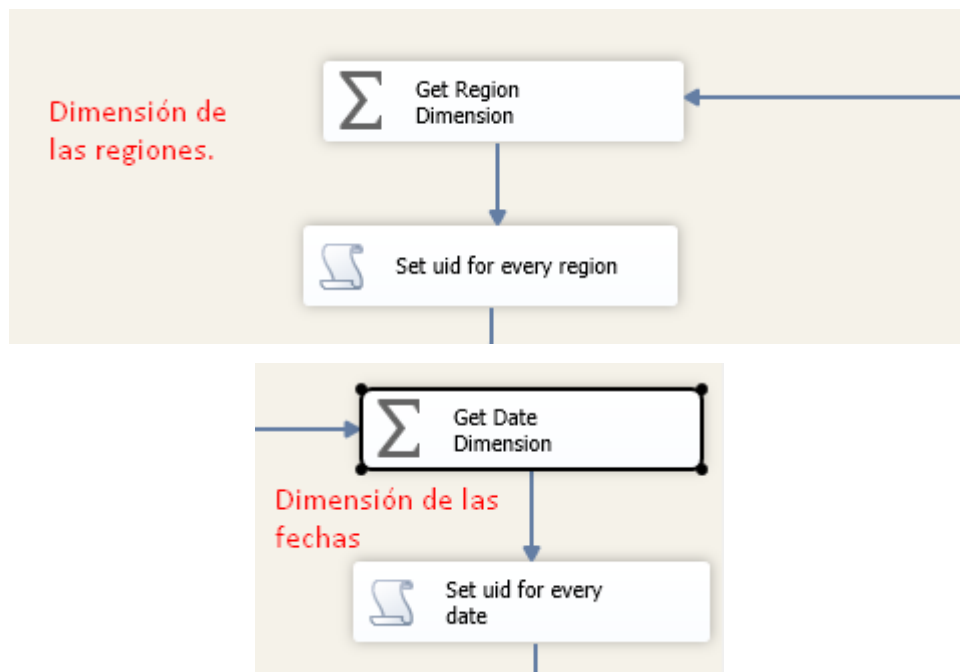 Dimensión de
las regiones.
Get Region
Dimension
Set uid for every region
Get Date
Dimension
Dimensión de las
fechas
Set uid for every
date